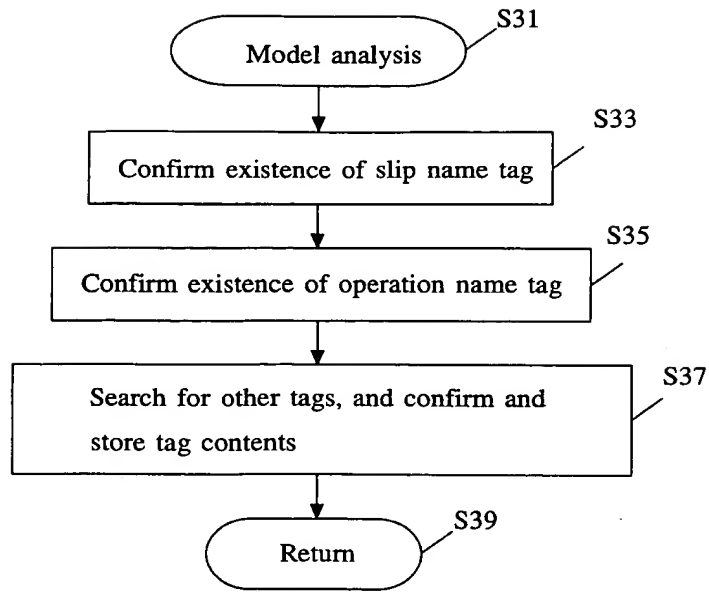 S31
Model analysis
S33
Confirm existence of slip name tag
S35
Confirm existence of operation name tag
S37
Search for other tags, and confirm and
store tag contents
S39
Return